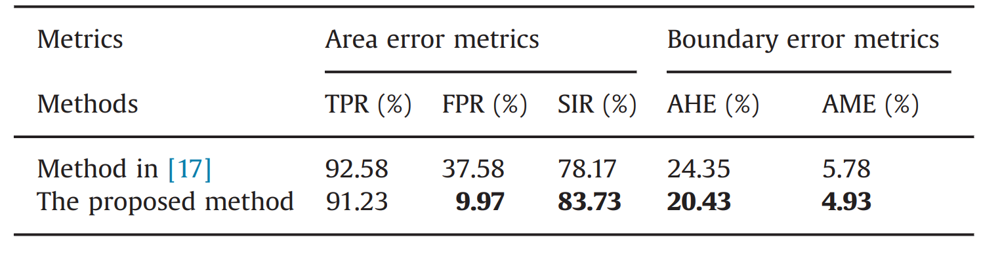 Metrics Area error metrics Boundary error metrics
Methods TPR (%) FPR (%) SIR (%) AHE (%) AME (%)
Method in [17] 92.58 37.58 78.17 24.35 5.78
The proposed method 91.23 9.97 83.73 20.43 4.93